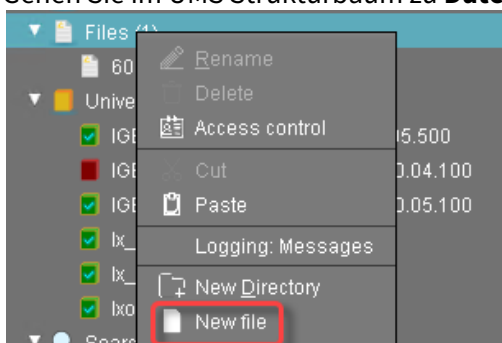 Files (1)
60
Rename
Delete
Unive
Access control
IGE
05.500
IGE
Cut
0.04.100
IGE
Paste
0.05.100
lx_
Logging: Messages
lx_
New Directory
lxo
New file